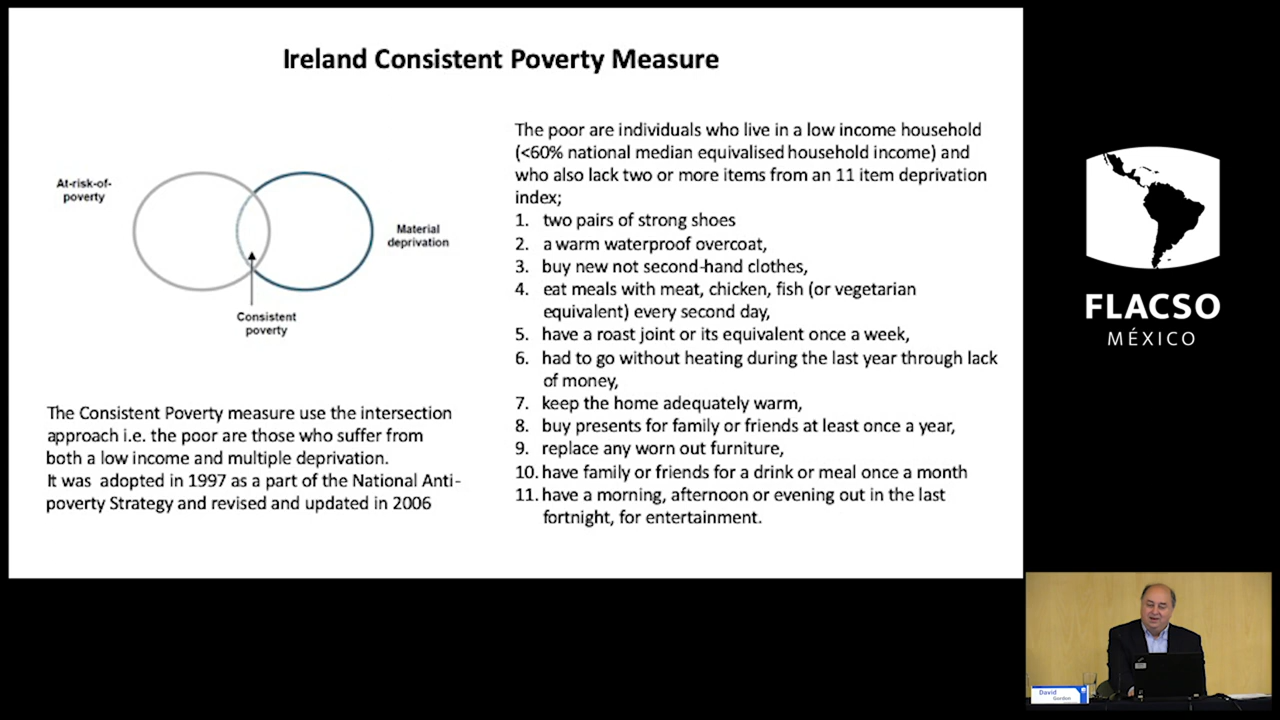 Ireland Consistent Poverty Measure
At-risk-of-
poverty
Material
deprivation
Consistent
poverty
The Consistent Poverty measure use the intersection
approach i.e. the poor are those who suffer from
both a low income and multiple deprivation.
It was adopted in 1997 as a part of the National Anti-
poverty Strategy and revised and updated in 2006
The poor are individuals who live in a low income household
(<60% national median equivalised household income) and
who also lack two or more items from an 11 item deprivation
index;
1. two pairs of strong shoes
2. a warm waterproof overcoat,
3. buy new not second-hand clothes,
4. eat meals with meat, chicken, fish (or vegetarian
equivalent) every second day,
5. have a roast joint or its equivalent once a week,
6. had to go without heating during the last year through lack
of money,
7. keep the home adequately warm,
8. buy presents for family or friends at least once a year,
9. replace any worn out furniture,
10. have family or friends for a drink or meal once a month
11. have a morning, afternoon or evening out in the last
fortnight, for entertainment.
FLACSO
MÉXICO
David
Gordon